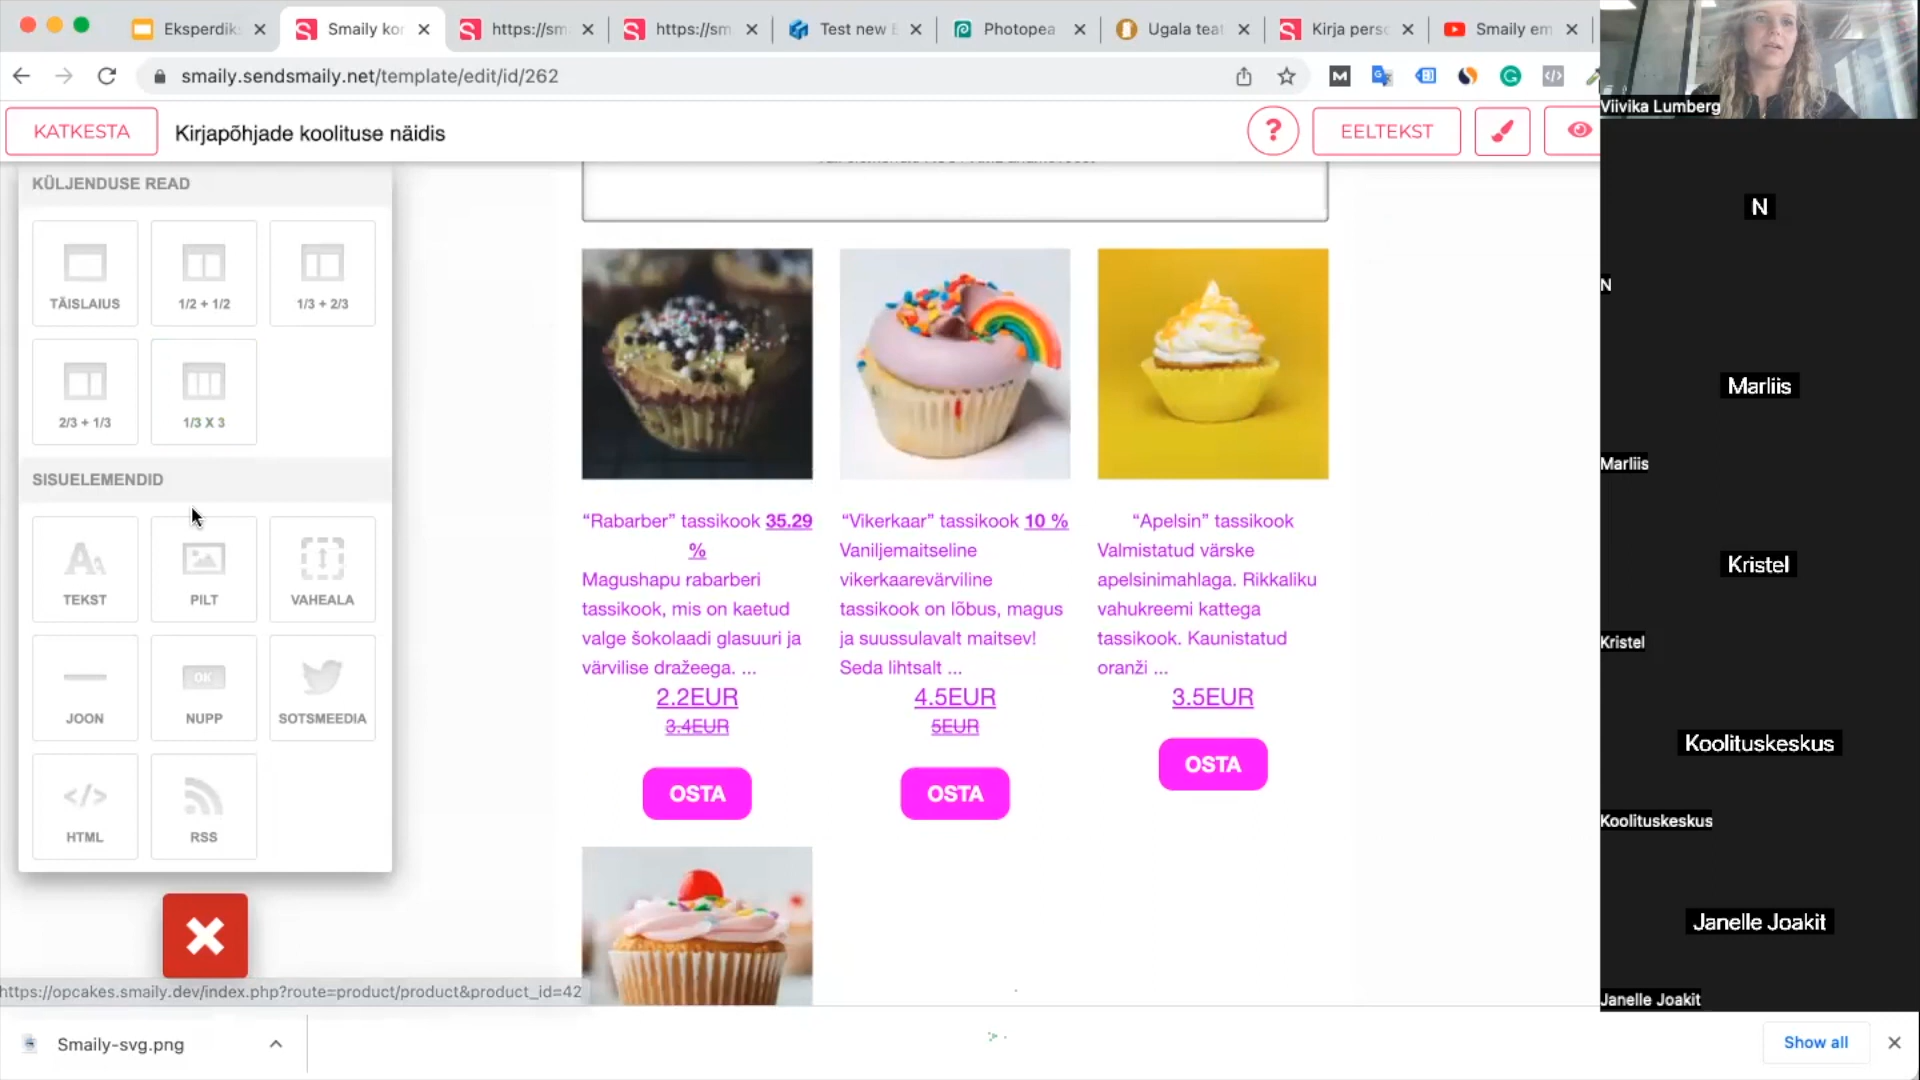 Eksperdik
Smaily kor
https://sm
https://sm
Test new E
Photopea
Ugala teat
Kirja perso
Smaily em
smaily.sendsmaily.net/template/edit/id/262
KATKESTA
Kirjapõhjade koolituse näidis
?
EELTEKST
Viivika Lumberg
KÜLJENDUSE READ
TÄISLAIUS
1/2 + 1/2
1/3 + 2/3
2/3 + 1/3
1/3 X 3
SISUELEMENDID
TEKST
PILT
VAHEALA
JOON
OK
NUPP
SOTSMEEDIA
</>
HTML
RSS
“Rabarber” tassikook 35.29
%
Magushapu rabarberi
tassikook, mis on kaetud
valge šokolaadi glasuuri ja
värvilise dražeega. ...
2.2EUR
3.4EUR
OSTA
“Vikerkaar” tassikook 10 %
Vaniljemaitseline
vikerkaarevärviline
tassikook on lõbus, magus
ja suussulavalt maitsev!
Seda lihtsalt ...
4.5EUR
5EUR
OSTA
“Apelsin” tassikook
Valmistatud värske
apelsinimahlaga. Rikkaliku
vahukreemi kattega
tassikook. Kaunistatud
oranži ...
3.5EUR
OSTA
N
N
Marliis
Marliis
Kristel
Kristel
Koolituskeskus
Koolituskeskus
Janelle Joakit
Janelle Joakit
https://opcakes.smaily.dev/index.php?route=product/product&product_id=42
Smaily-svg.png
Show all